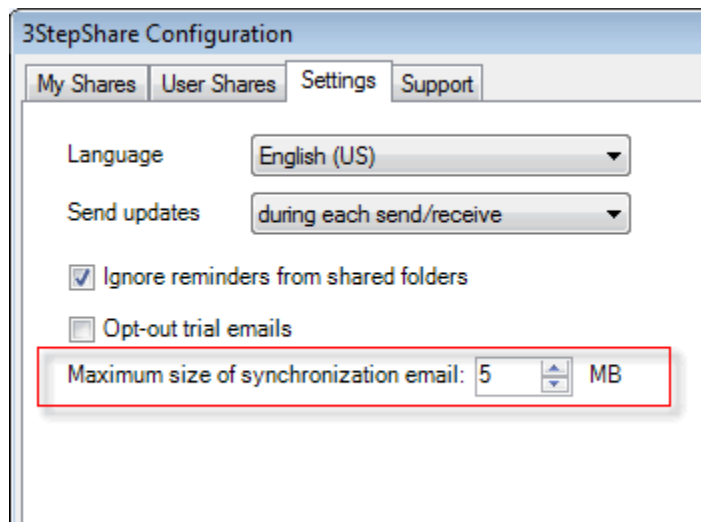 3StepShare Configuration
My Shares User Shares Settings Support
Language English (US)
Send updates during each send/receive
Ignore reminders from shared folders
Opt-out trial emails
Maximum size of synchronization email: 5 MB